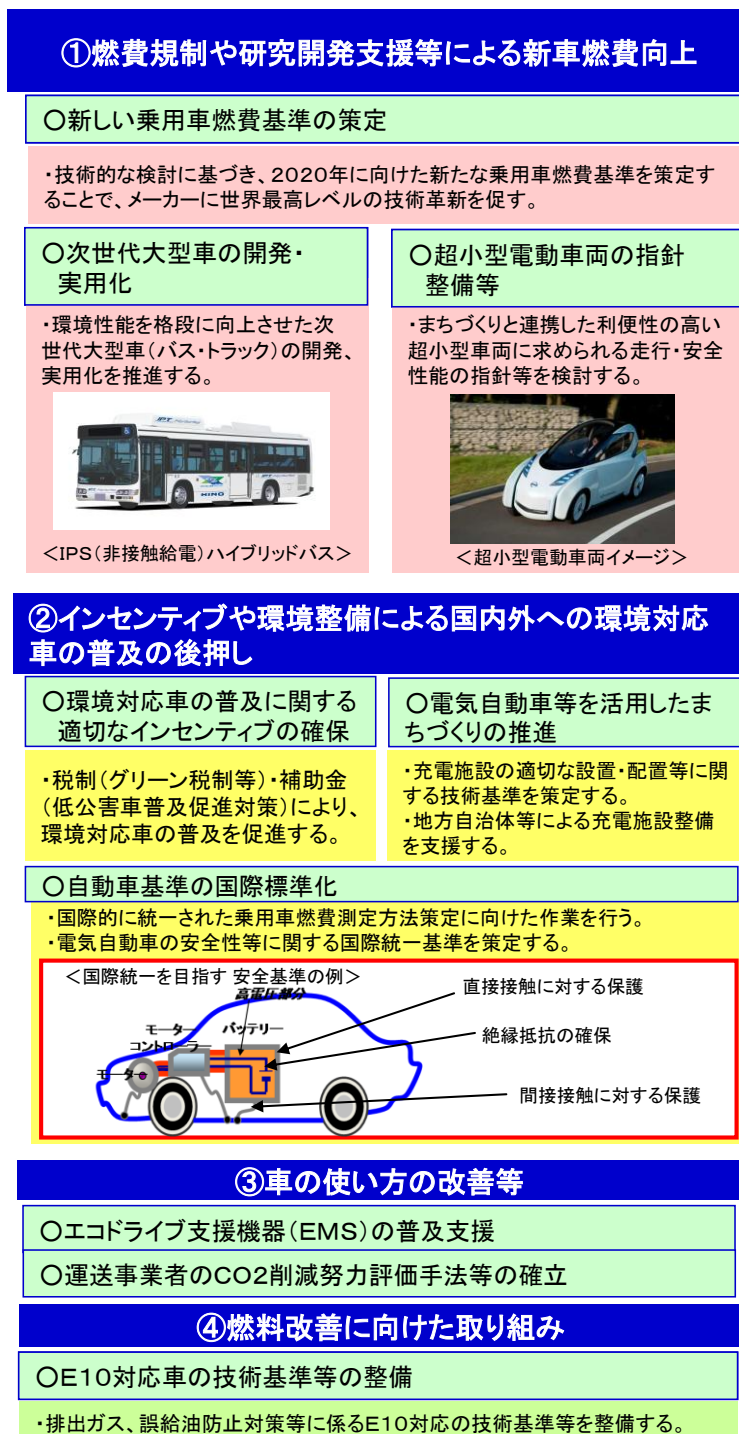 ①燃費規制や研究開発支援等による新車燃費向上
○新しい乗用車燃費基準の策定
・技術的な検討に基づき、2020年に向けた新たな乗用車燃費基準を策定す
ることで、メーカーに世界最高レベルの技術革新を促す。
○次世代大型車の開発・
実用化
・環境性能を格段に向上させた次
世代大型車(バス・トラック)の開発、
実用化を推進する。
IPT
HINO
<IPS(非接触給電)ハイブリッドバス>
○超小型電動車両の指針
整備等
・まちづくりと連携した利便性の高い
超小型車両に求められる走行・安全
性能の指針等を検討する。
<超小型電動車両イメージ>
②インセンティブや環境整備による国内外への環境対応
車の普及の後押し
○環境対応車の普及に関する
適切なインセンティブの確保
・税制(グリーン税制等)・補助金
(低公害車普及促進対策)により、
環境対応車の普及を促進する。
○電気自動車等を活用したま
ちづくりの推進
・充電施設の適切な設置・配置等に関
する技術基準を策定する。
・地方自治体等による充電施設整備
を支援する。
○自動車基準の国際標準化
・国際的に統一された乗用車燃費測定方法策定に向けた作業を行う。
・電気自動車の安全性等に関する国際統一基準を策定する。
<国際統一を目指す 安全基準の例>
高電圧部分
モーター
コントローラー
バッテリー
モーター
直接接触に対する保護
絶縁抵抗の確保
間接接触に対する保護
③車の使い方の改善等
○エコドライブ支援機器(EMS)の普及支援
○運送事業者のCO2削減努力評価手法等の確立
④燃料改善に向けた取り組み
○E10対応車の技術基準等の整備
・排出ガス、誤給油防止対策等に係るE10対応の技術基準等を整備する。